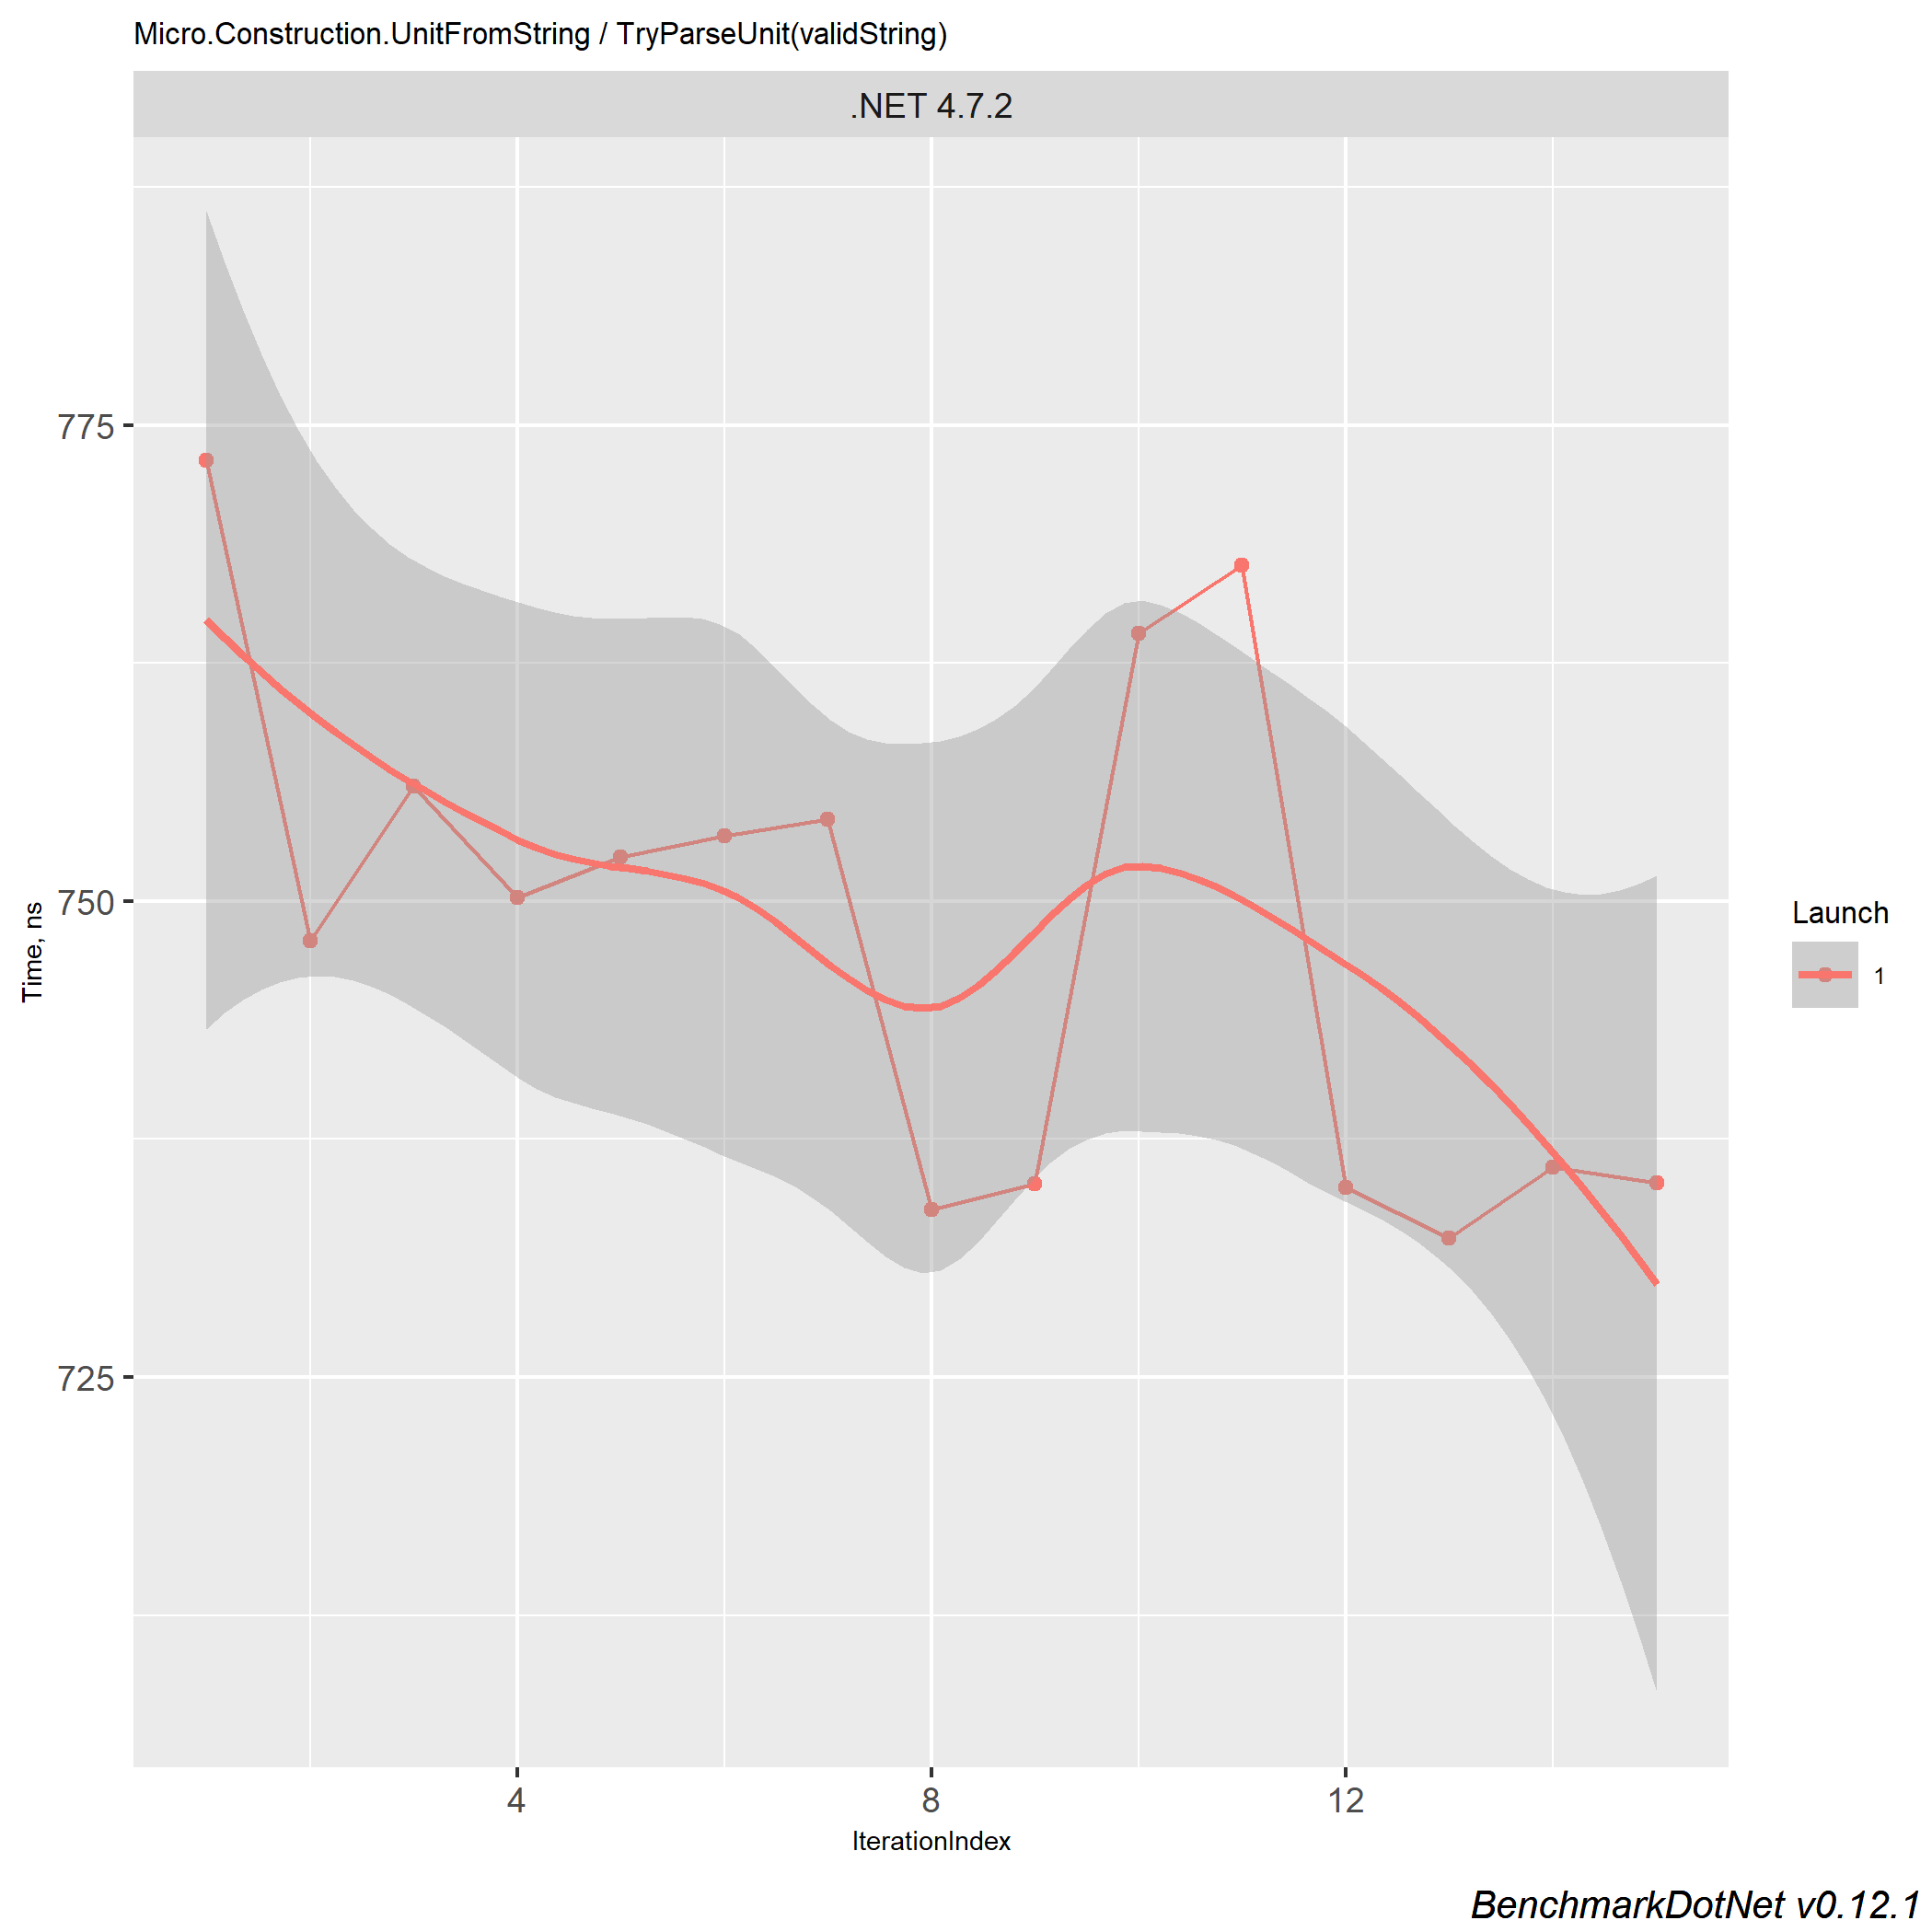 Micro.Construction.UnitFromString / TryParseUnit(validString)
.NET 4.7.2
775
750
725
Time, ns
4
8
12
IterationIndex
Launch
1
BenchmarkDotNet v0.12.1